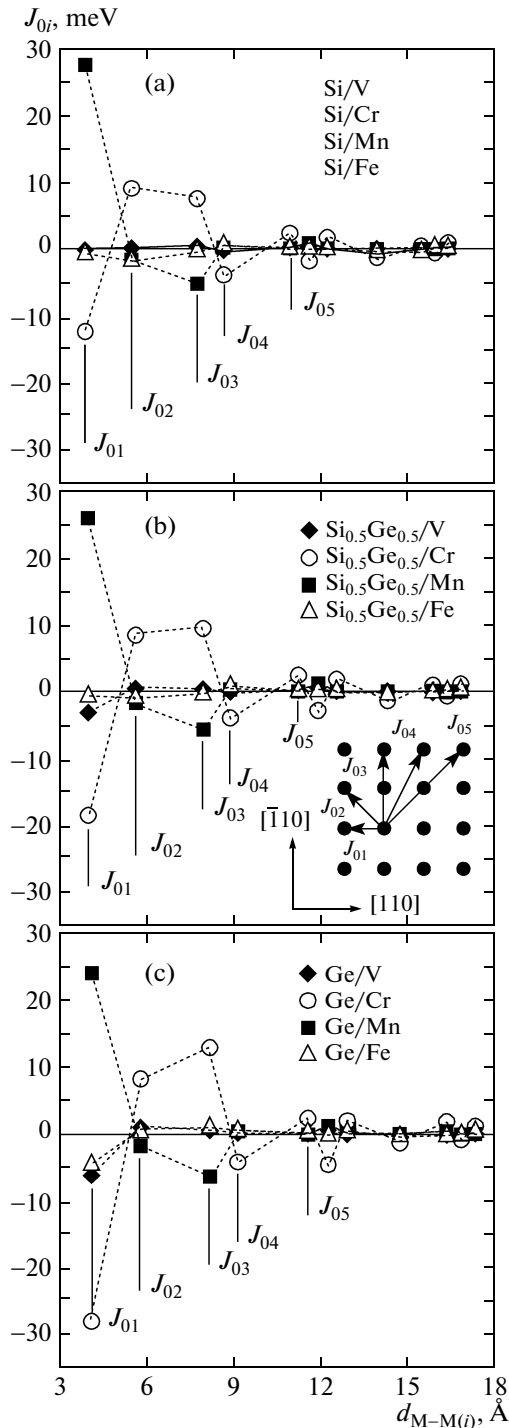 J0i, meV
30
(a)
Si/V
Si/Cr
Si/Mn
Si/Fe
20
10
0
−10
−20
−30
J01
J02
J03
J04
J05
30
(b)
Si0.5Ge0.5/V
Si0.5Ge0.5/Cr
Si0.5Ge0.5/Mn
Si0.5Ge0.5/Fe
20
10
0
−10
−20
−30
J01
J02
J03
J04
J05
J04
J05
J03
J02
J01
[1̄10]
[110]
30
(c)
Ge/V
Ge/Cr
Ge/Mn
Ge/Fe
20
10
0
−10
−20
−30
J01
J02
J03
J04
J05
3 6 9 12 15 18
dM−M(i), Å